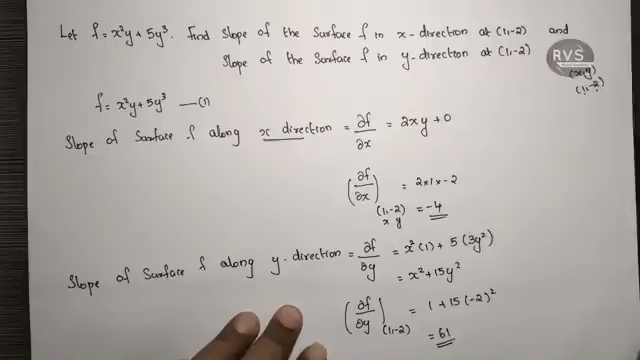 Let f = x²y + 5y³. Find Slope of the Surface f in x-direction at (1,-2) and
Slope of the Surface f in y-direction at (1,-2)
RVS
(x,y)
(1,-2)
f = x²y + 5y³ —(1)
Slope of Surface f along x direction = ∂f/∂x = 2xy + 0
(∂f/∂x)(1,-2) = 2×1×-2
x y = -4
Slope of Surface f along y-direction = ∂f/∂y = x²(1) + 5(3y²)
= x² + 15y²
(∂f/∂y)(1,-2) = 1 + 15(-2)²
= 61